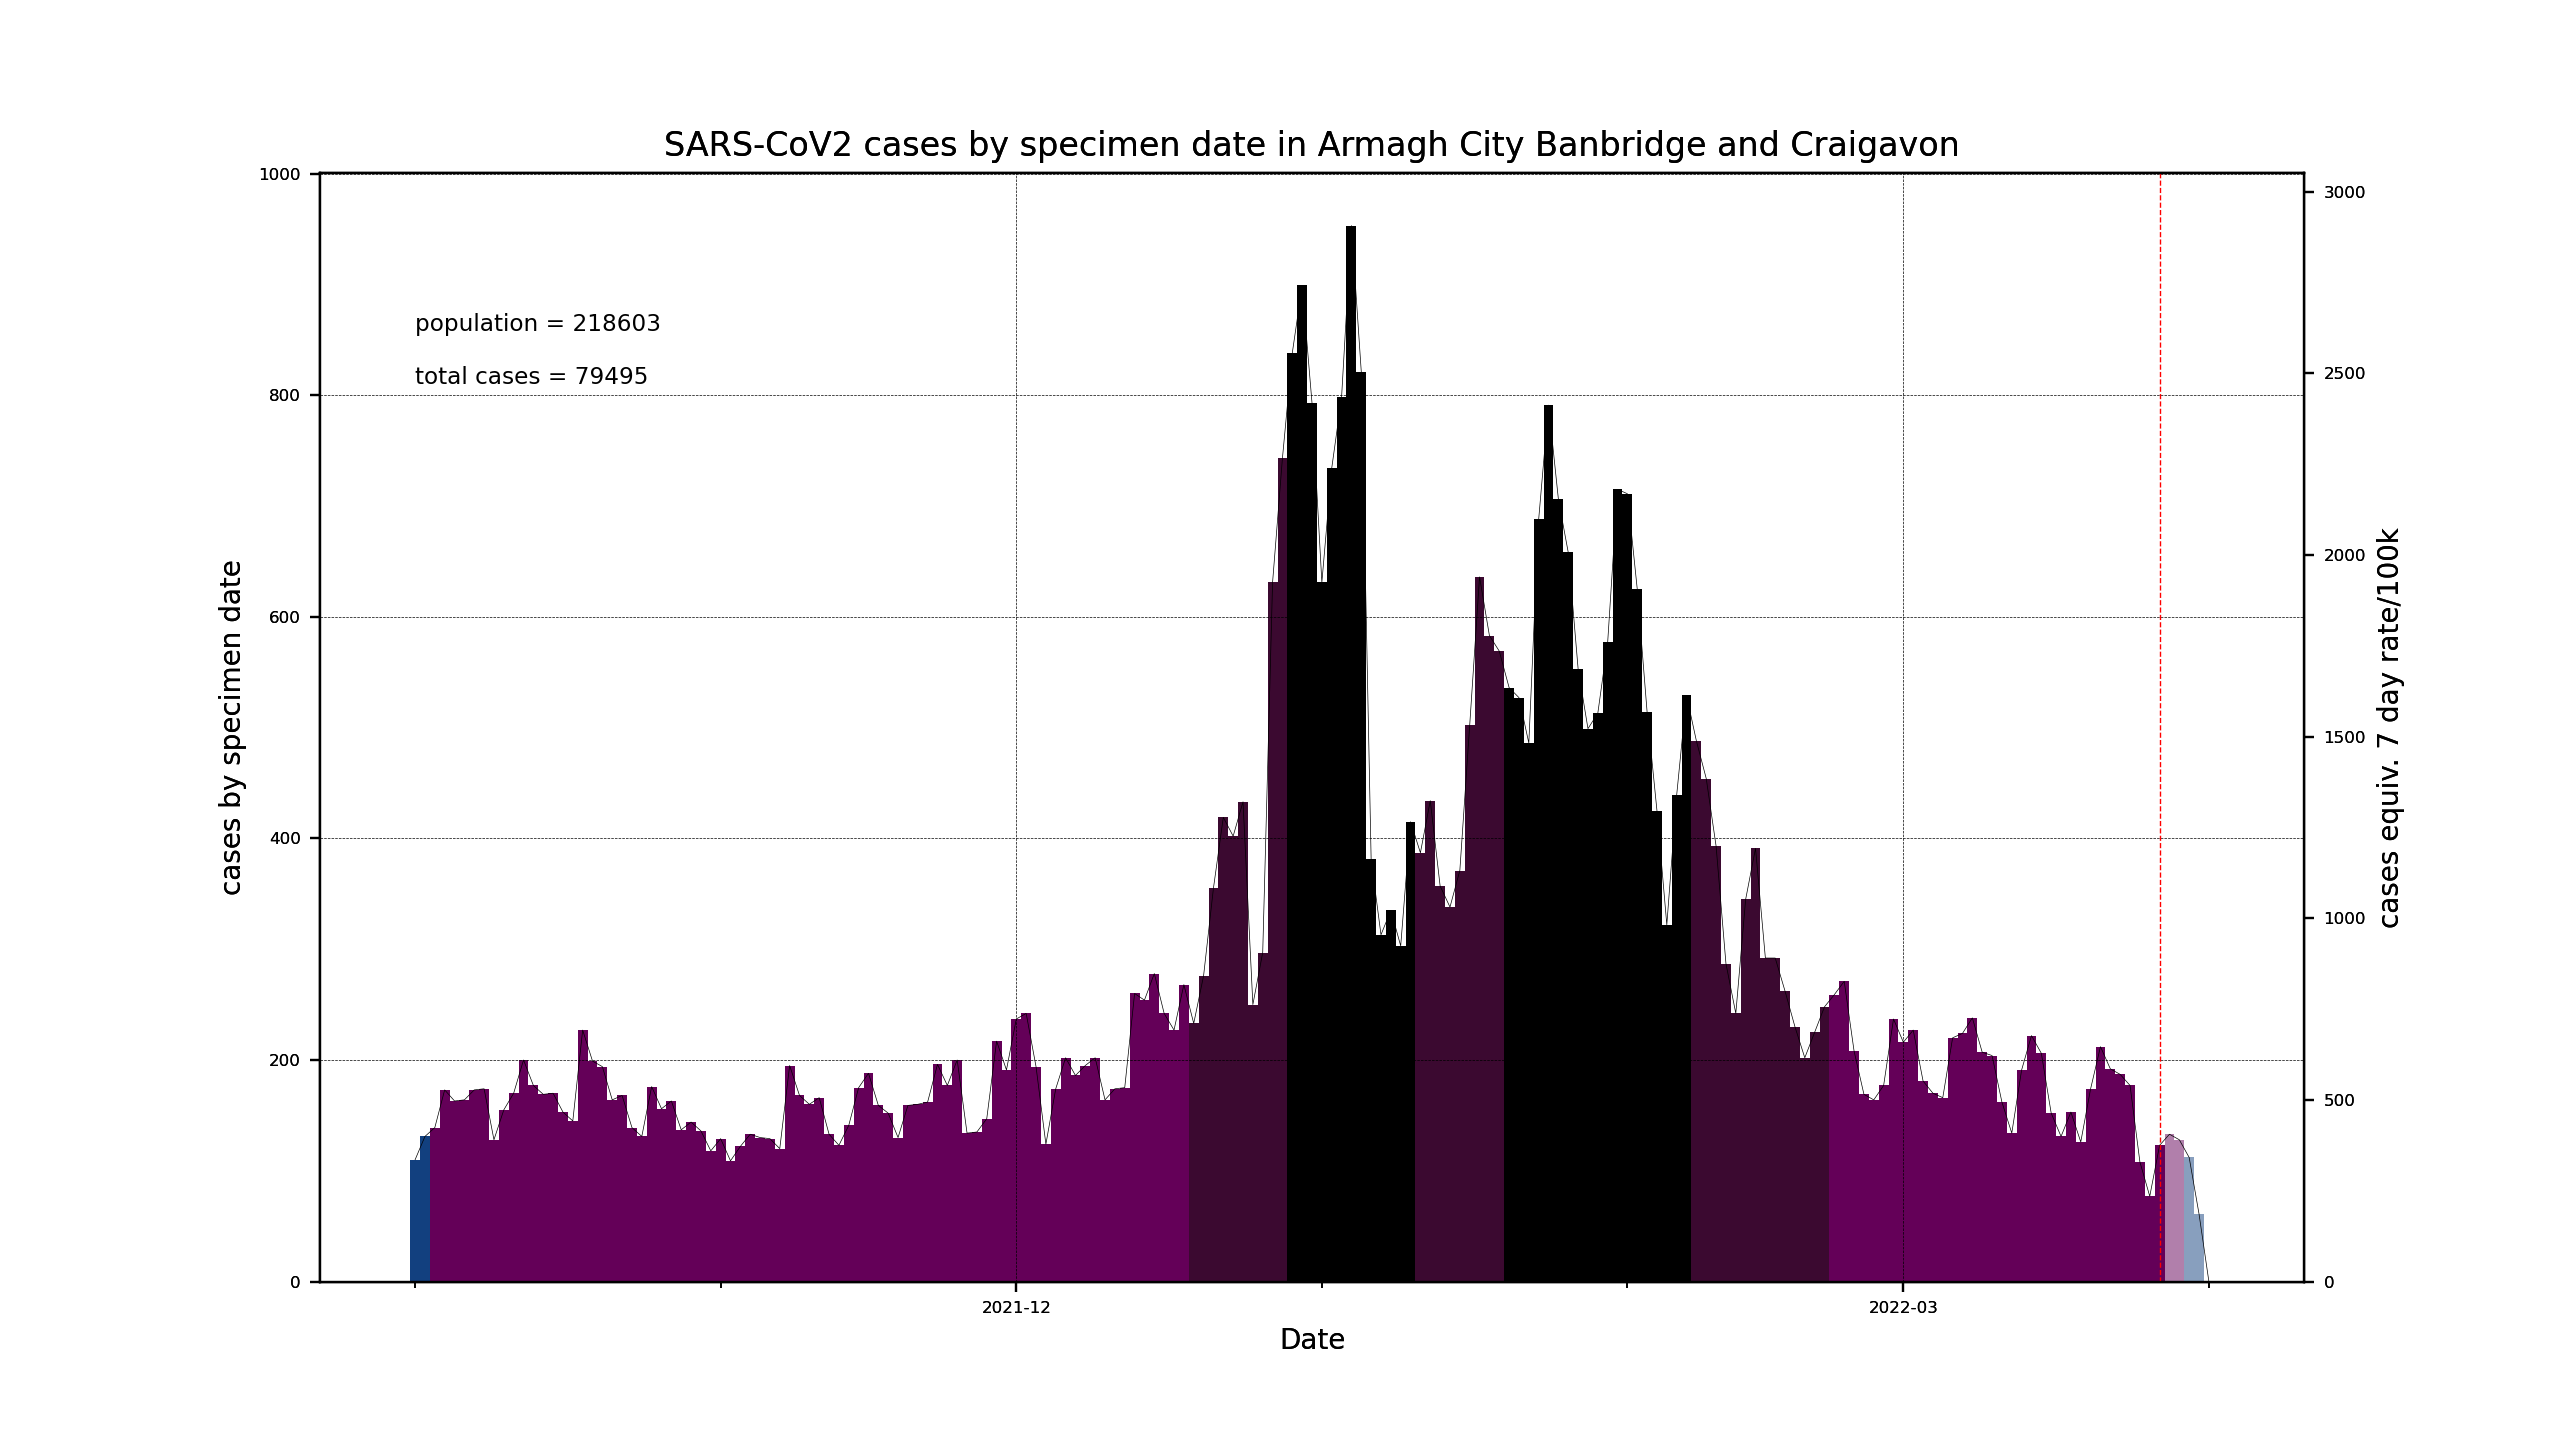 SARS-CoV2 cases by specimen date in Armagh City Banbridge and Craigavon
population = 218603
total cases = 79495
cases by specimen date
1000
800
600
400
200
0
cases equiv. 7 day rate/100k
3000
2500
2000
1500
1000
500
0
2021-12
2022-03
Date